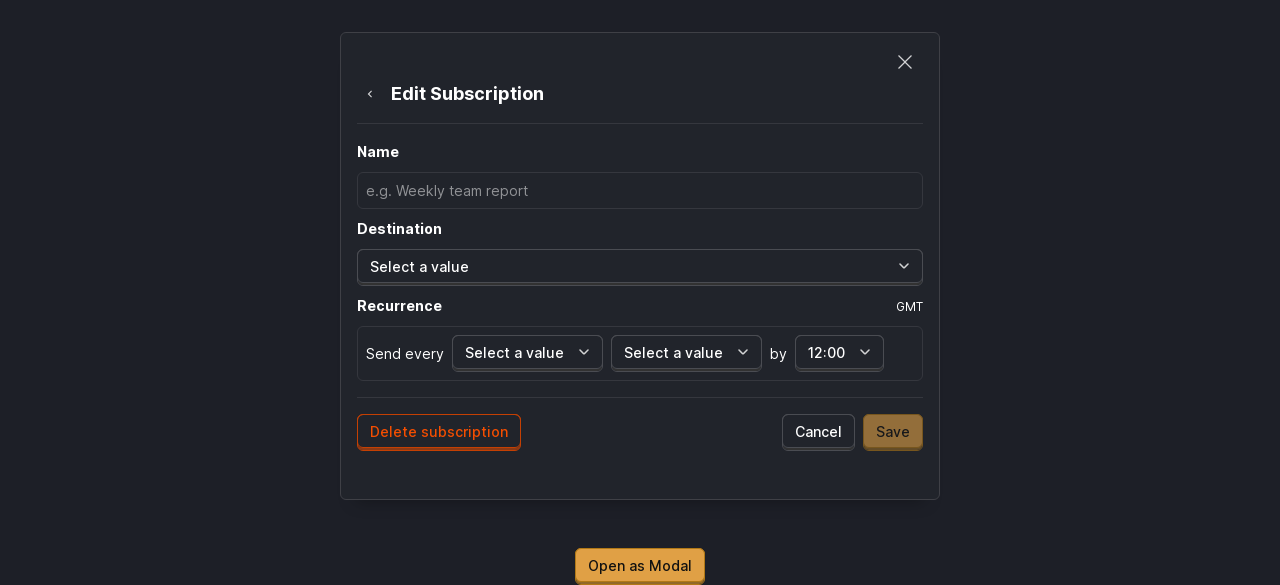 Edit Subscription
Name
e.g. Weekly team report
Destination
Select a value
Recurrence GMT
Send every Select a value Select a value by 12:00
Delete subscription Cancel Save
Open as Modal